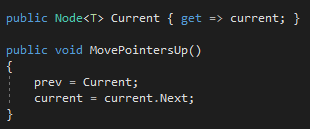 public Node<T> Current { get => current; }
public void MovePointersUp()
{
prev = Current;
current = current.Next;
}